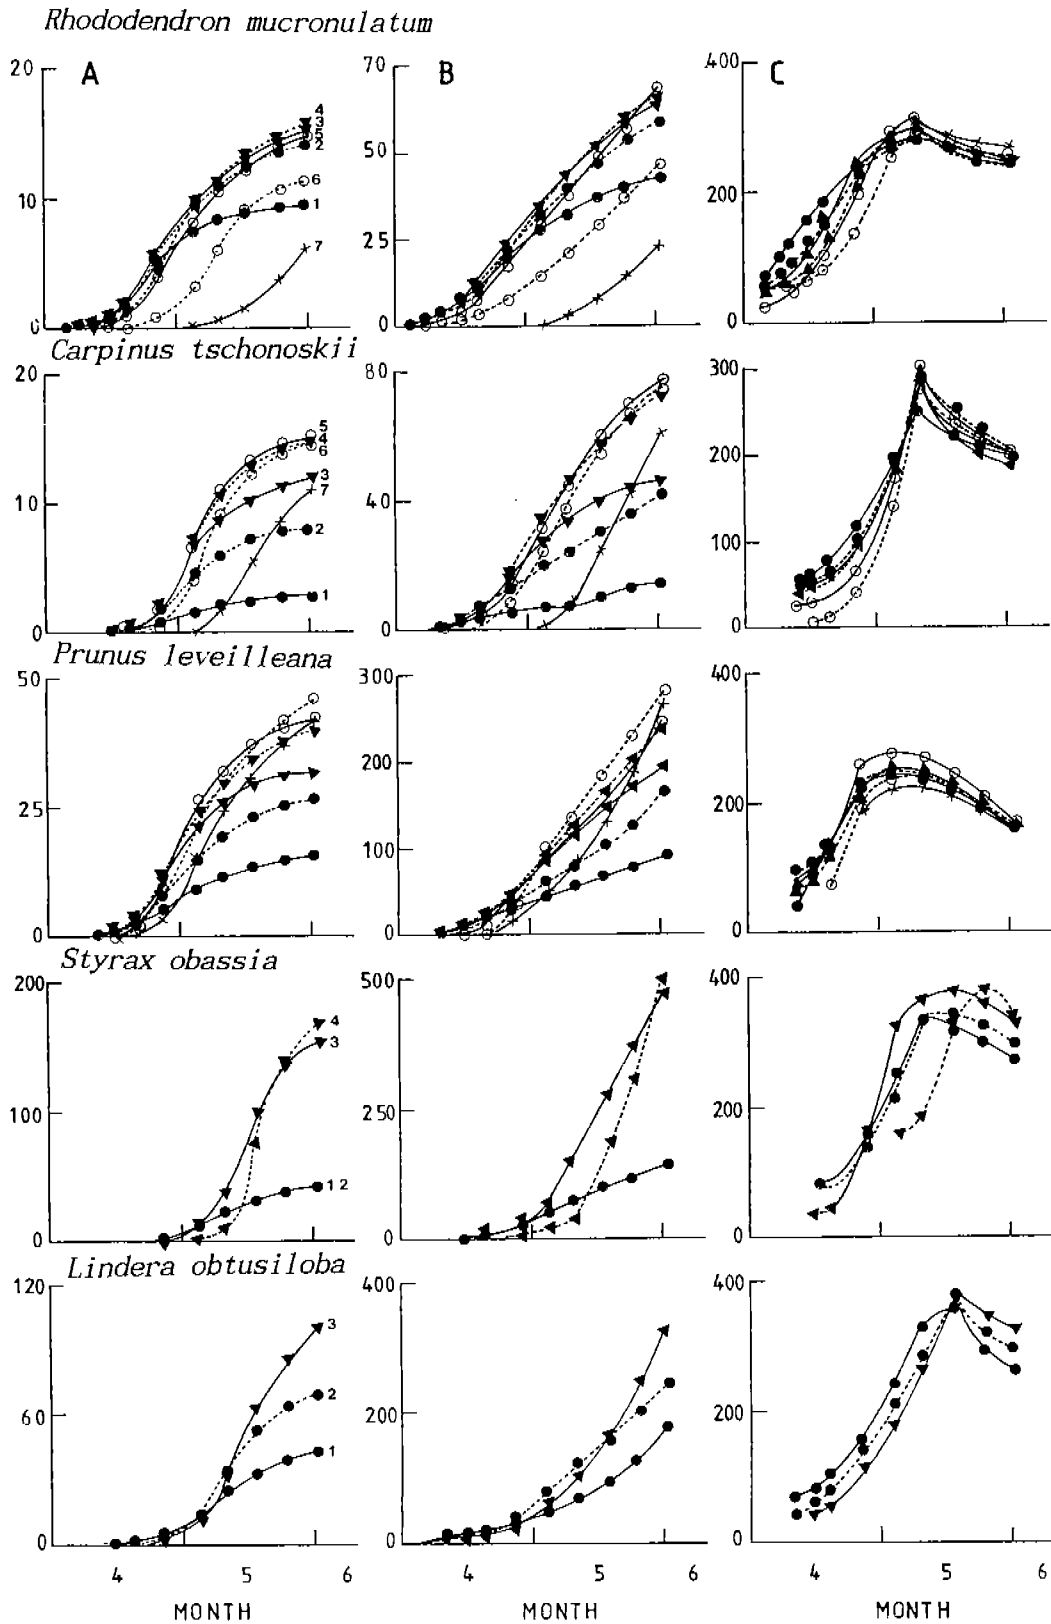 Rhododendron mucronulatum
A B C
20 70 400
4
3
5
2
50
10 6 200
1
25
7
0 0 0
Carpinus tschonoskii
20 80 300
5
4
6
200
3
10 7 40
2
100
1
0 0 0
Prunus leveilleana
50 300 400
200
25 200
100
0 0 0
Styrax obassia
200 500 400
4
3
100 250 200
1 2
0 0 0
Lindera obtusiloba
120 400 400
3
2
60 200 200
1
0 0 0
4 5 6 4 5 6 4 5 6
MONTH MONTH MONTH